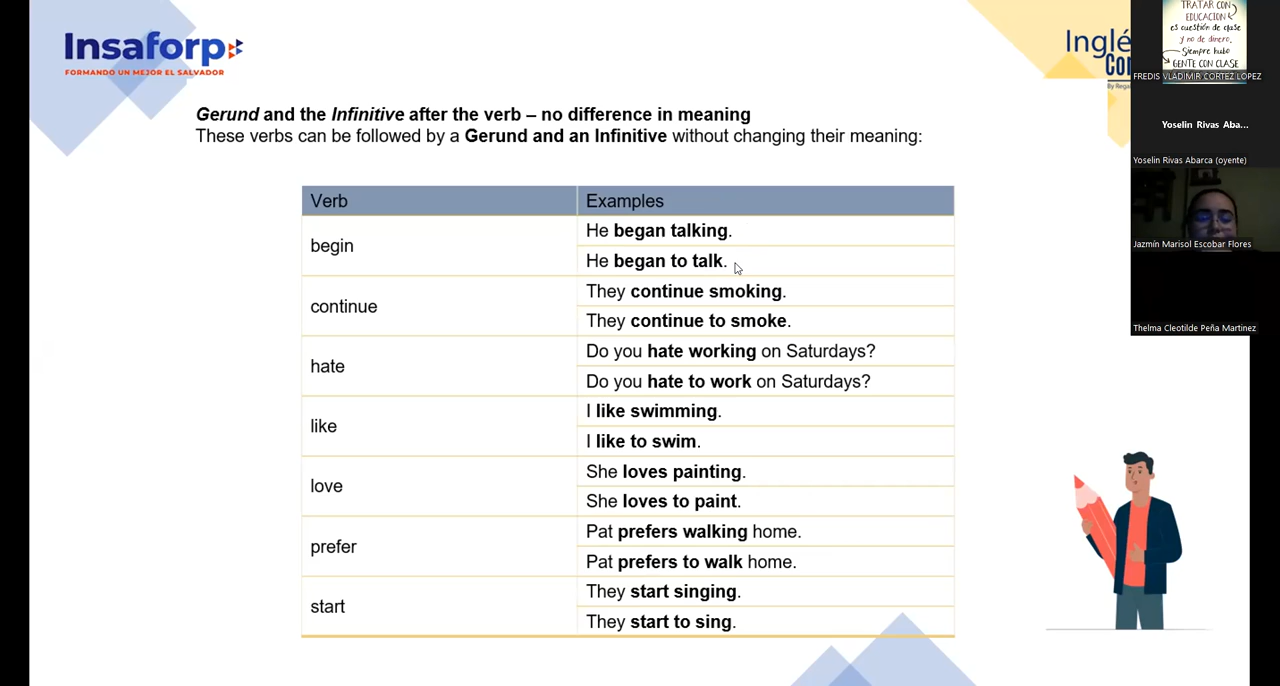 Insaforp
FORMANDO UN MEJOR EL SALVADOR
Inglé
Con
Gerund and the Infinitive after the verb – no difference in meaning
These verbs can be followed by a Gerund and an Infinitive without changing their meaning:
Verb
Examples
begin
He began talking.
He began to talk.
continue
They continue smoking.
They continue to smoke.
hate
Do you hate working on Saturdays?
Do you hate to work on Saturdays?
like
I like swimming.
I like to swim.
love
She loves painting.
She loves to paint.
prefer
Pat prefers walking home.
Pat prefers to walk home.
start
They start singing.
They start to sing.
TRATAR CON
EDUCACION
es cuestión de clase
y no de dinero.
Siempre hubo
GENTE CON CLASE
FREDIS VLADIMIR CORTEZ LOPEZ
Yoselin Rivas Aba...
Yoselin Rivas Abarca (oyente)
Jazmín Marisol Escobar Flores
Thelma Cleotilde Peña Martinez